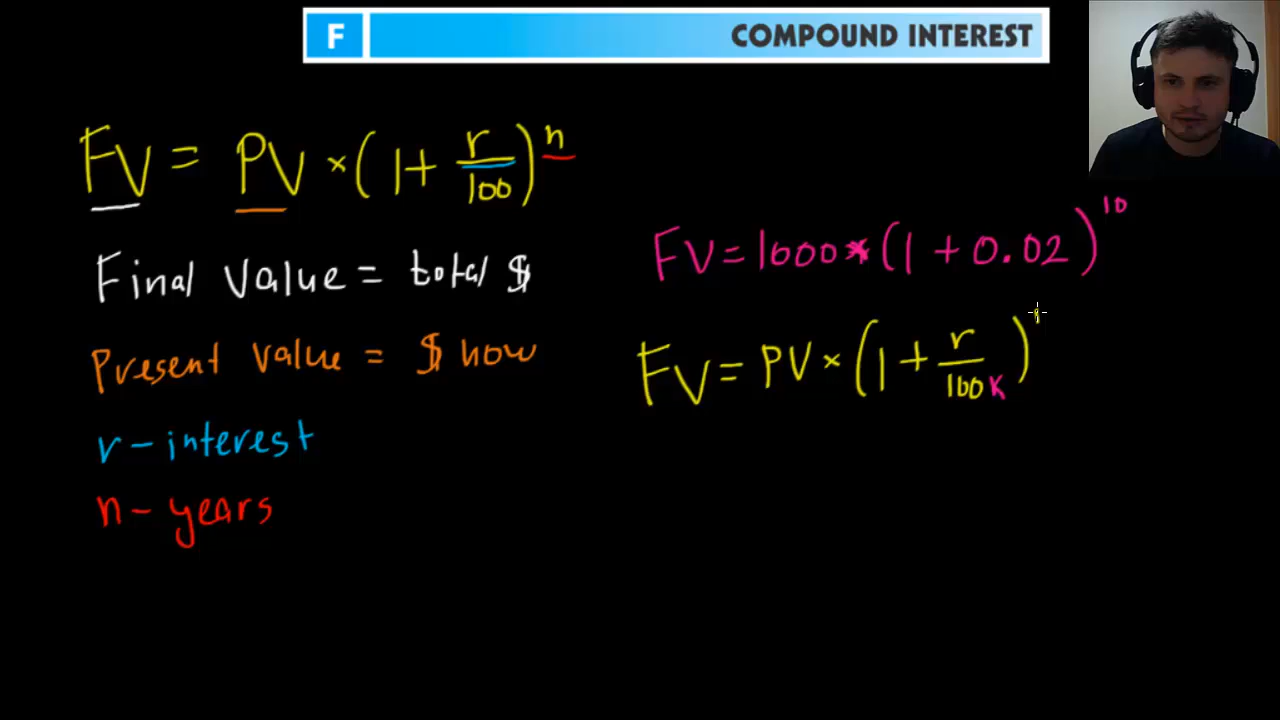 F COMPOUND INTEREST
FV = PV × (1 + r/100)^n
Final Value = total $
Present value = $ now
r - interest
n - years
FV = 1000 * (1 + 0.02)^10
FV = PV × (1 + r/100K)